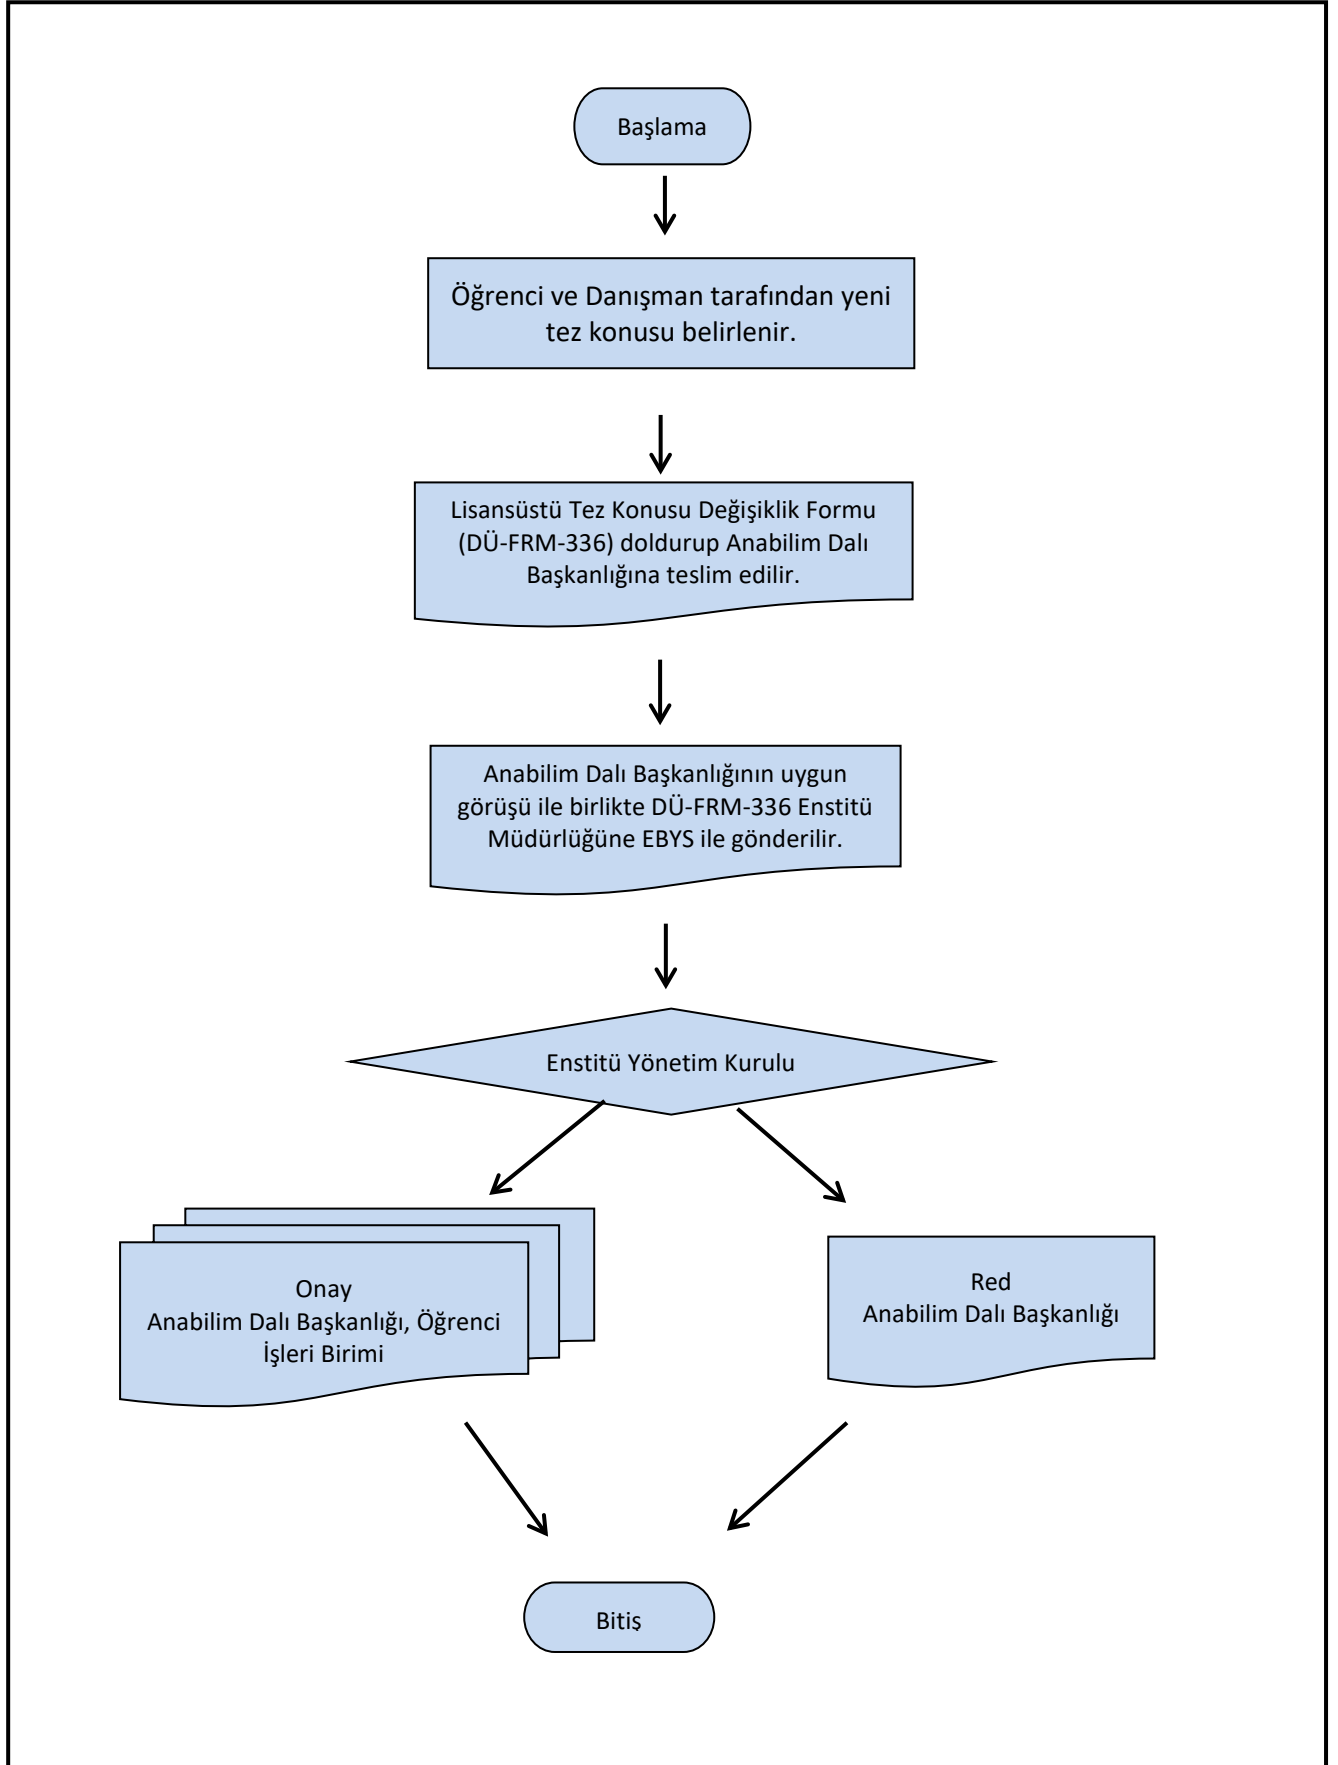 Başlama
Öğrenci ve Danışman tarafından yeni
tez konusu belirlenir.
Lisansüstü Tez Konusu Değişiklik Formu
(DÜ-FRM-336) doldurup Anabilim Dalı
Başkanlığına teslim edilir.
Anabilim Dalı Başkanlığının uygun
görüşü ile birlikte DÜ-FRM-336 Enstitü
Müdürlüğüne EBYS ile gönderilir.
Enstitü Yönetim Kurulu
Onay
Anabilim Dalı Başkanlığı, Öğrenci
İşleri Birimi
Red
Anabilim Dalı Başkanlığı
Bitiş